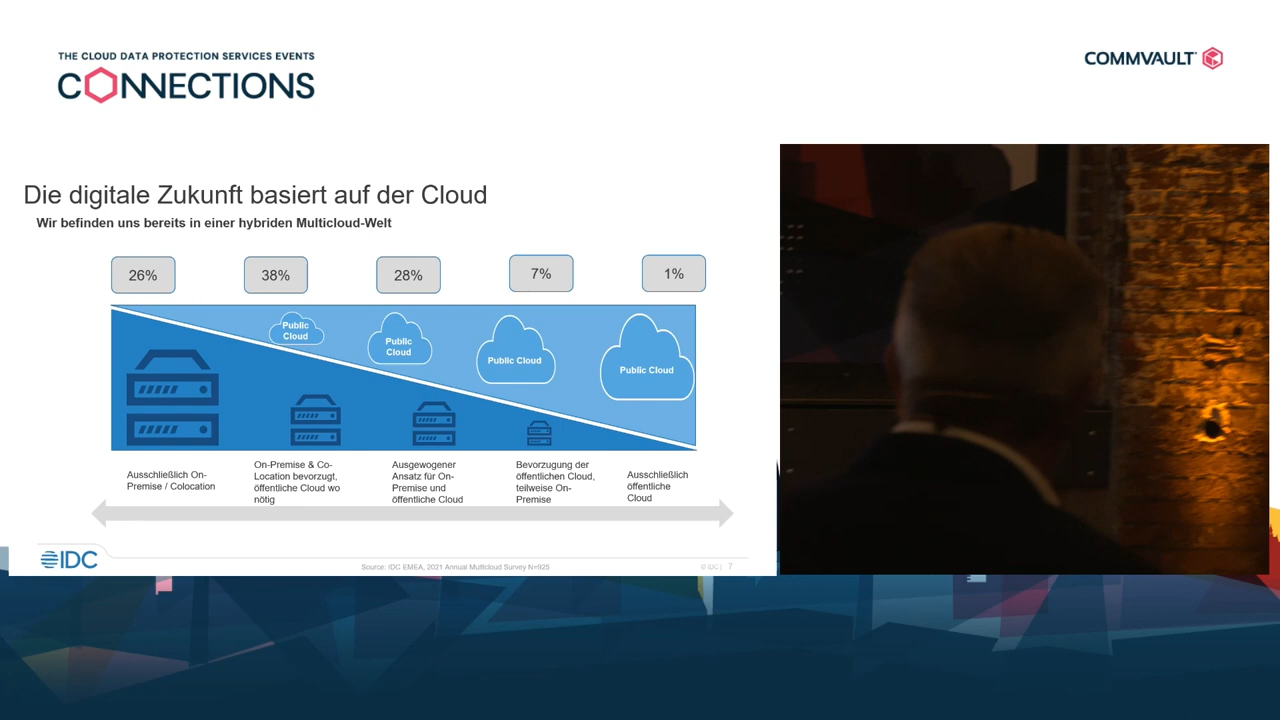 THE CLOUD DATA PROTECTION SERVICES EVENTS
CONNECTIONS
COMMVAULT
Die digitale Zukunft basiert auf der Cloud
Wir befinden uns bereits in einer hybriden Multicloud-Welt
26%
38%
28%
7%
1%
Public
Cloud
Public
Cloud
Public Cloud
Public Cloud
Ausschließlich On-
Premise / Colocation
On-Premise & Co-
Location bevorzugt,
öffentliche Cloud wo
nötig
Ausgewogener
Ansatz für On-
Premise und
öffentliche Cloud
Bevorzugung der
öffentlichen Cloud,
teilweise On-
Premise
Ausschließlich
öffentliche
Cloud
IDC
Source: IDC EMEA, 2021 Annual Multicloud Survey N=925
© IDC | 7